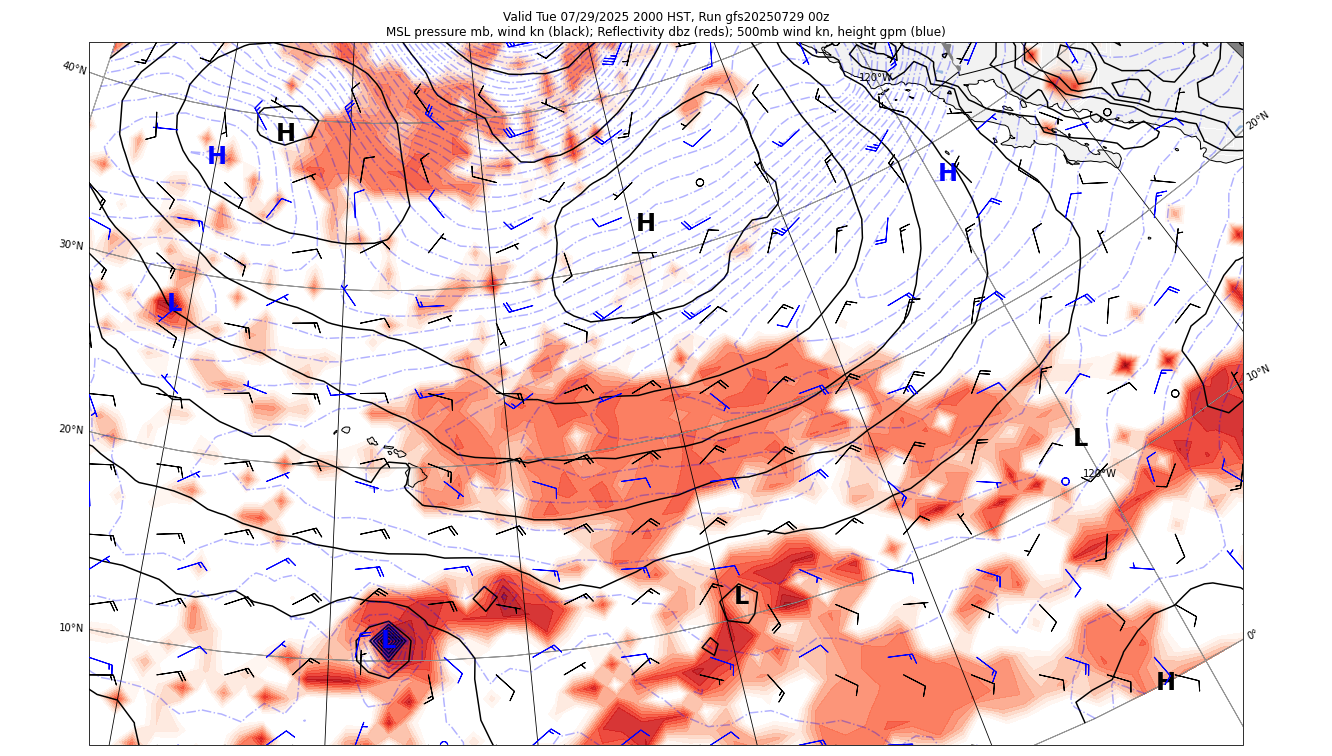 Valid Tue 07/29/2025 2000 HST, Run gfs20250729 00z
MSL pressure mb, wind kn (black); Reflectivity dbz (reds); 500mb wind kn, height gpm (blue)
40°N
120°W
20°N
H
H
H
H
30°N
L
10°N
20°N
L
120°W
L
10°N
L
0°
H